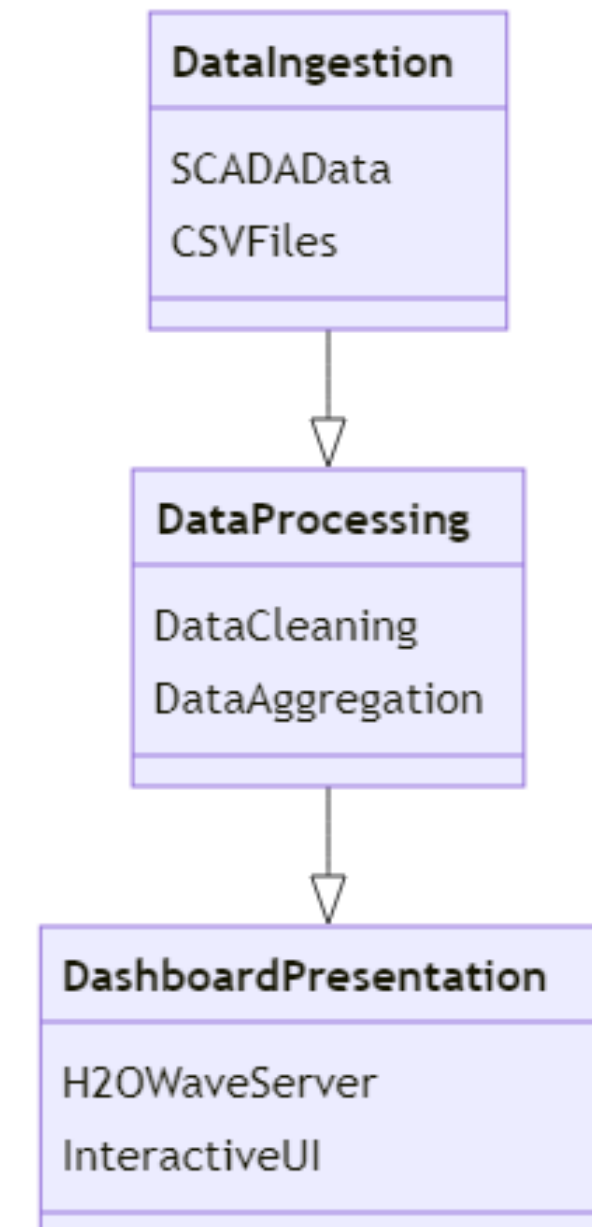 DataIngestion
SCADAData
CSVFiles
DataProcessing
DataCleaning
DataAggregation
DashboardPresentation
H2OWaveServer
InteractiveUI